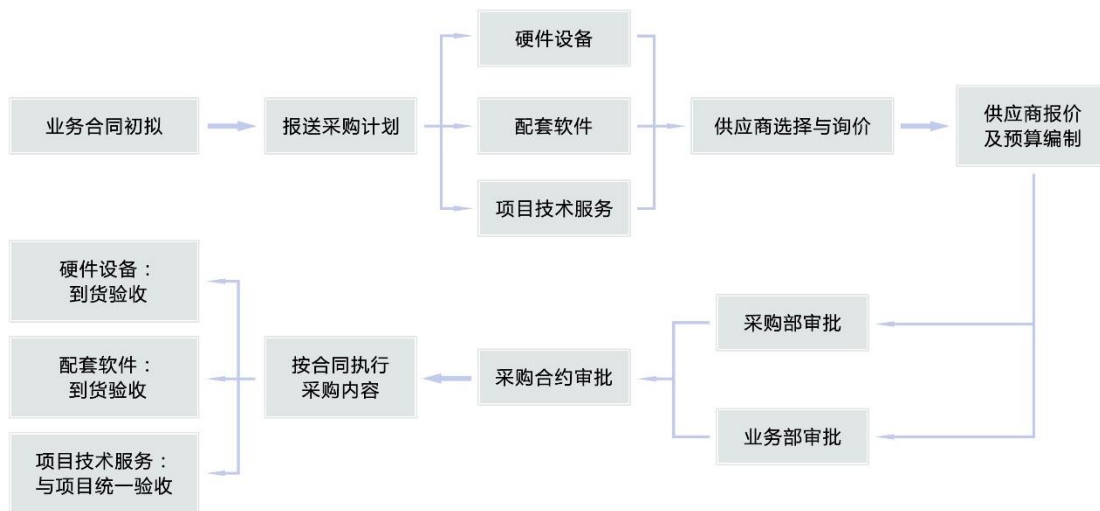 业务合同初拟
报送采购计划
硬件设备
配套软件
项目技术服务
供应商选择与询价
供应商报价
及预算编制
采购部审批
业务部审批
采购合约审批
按合同执行
采购内容
硬件设备：
到货验收
配套软件：
到货验收
项目技术服务：
与项目统一验收